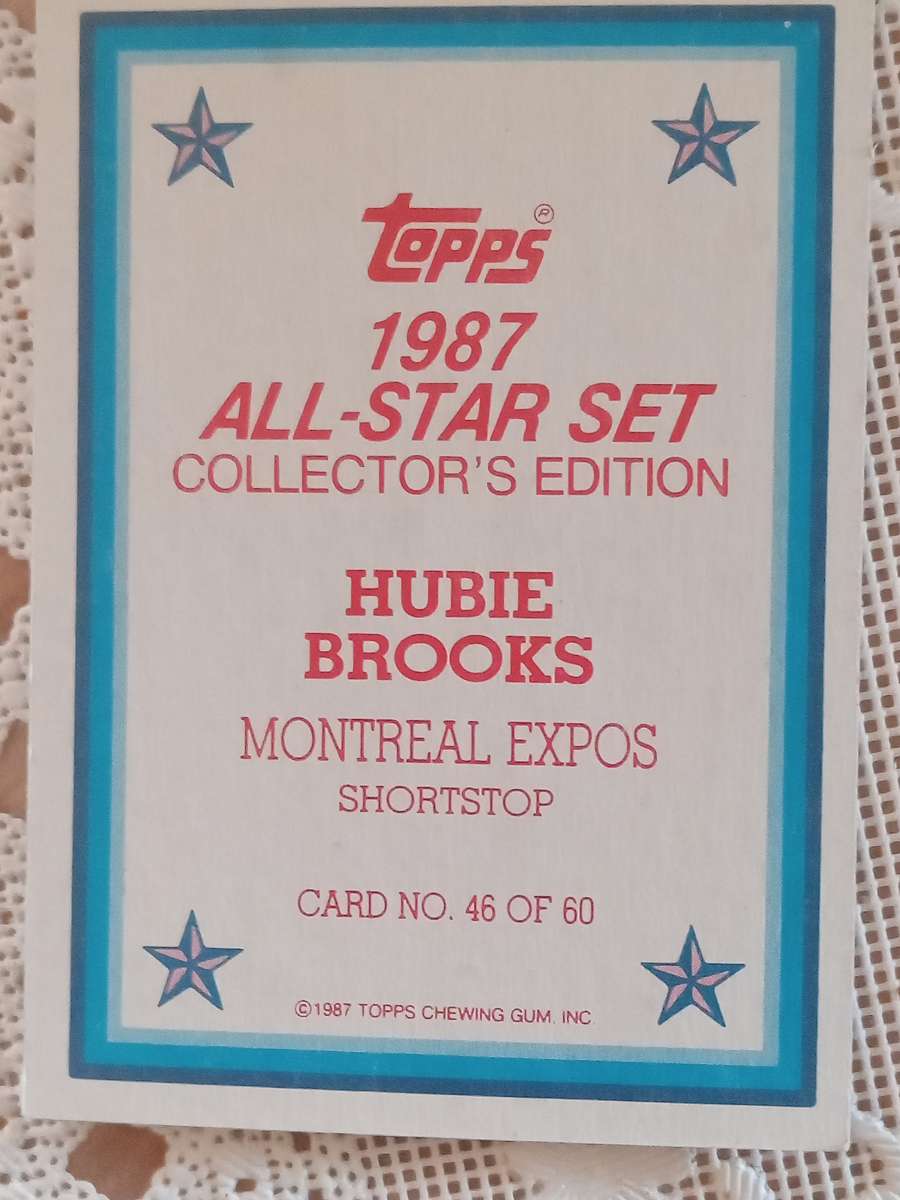 TOPPS®
1987
ALL-STAR SET
COLLECTOR'S EDITION
HUBIE
BROOKS
MONTREAL EXPOS
SHORTSTOP
CARD NO. 46 OF 60
©1987 TOPPS CHEWING GUM, INC.